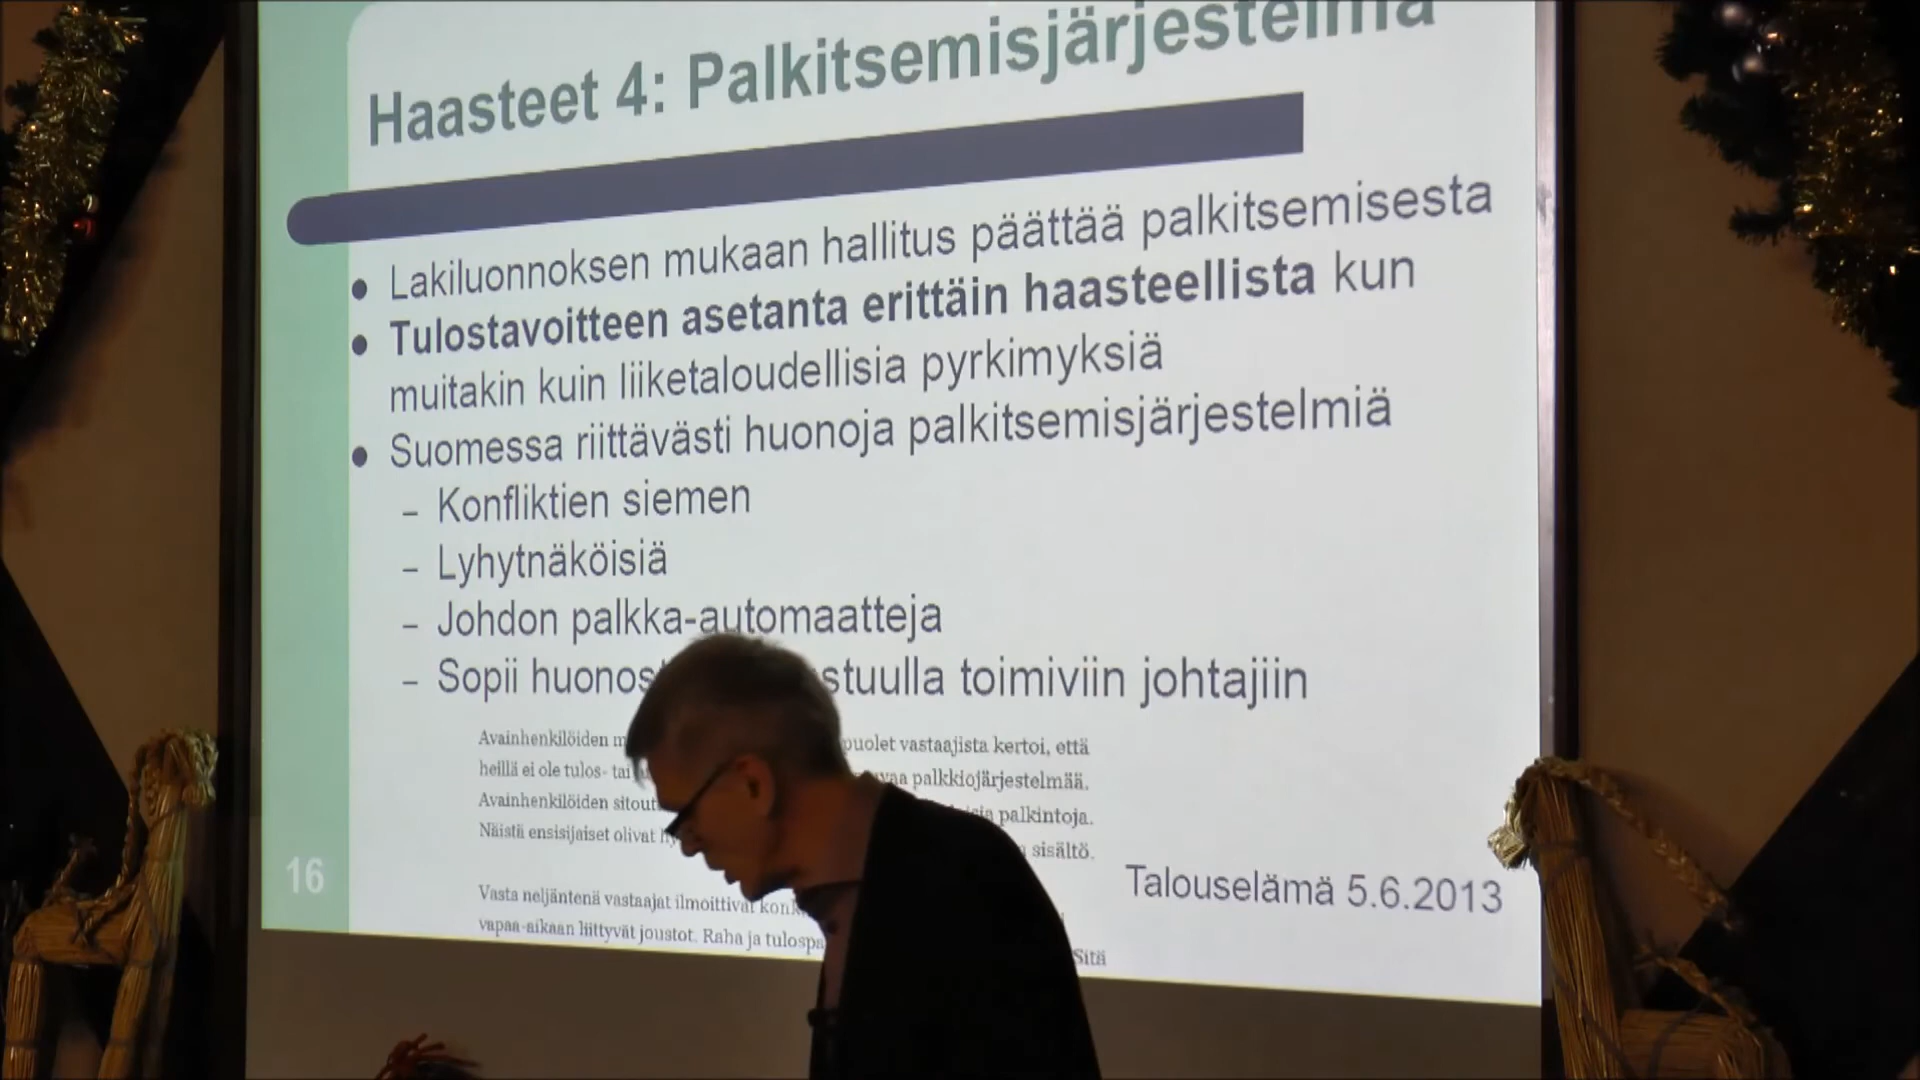 Haasteet 4: Palkitsemisjärjestelmä
● Lakiluonnoksen mukaan hallitus päättää palkitsemisesta
● Tulostavoitteen asetanta erittäin haasteellista kun
muitakin kuin liiketaloudellisia pyrkimyksiä
● Suomessa riittävästi huonoja palkitsemisjärjestelmiä
– Konfliktien siemen
– Lyhytnäköisiä
– Johdon palkka-automaatteja
– Sopii toimiviin johtajiin
Avainhenkilöiden puolet vastaajista kertoi, että
heillä ei ole tulos- tai palkkiojärjestelmää.
Avainhenkilöiden palkintoja.
Näistä ensisijaiset olivat sisältö.
Vasta neljäntenä vastaajat ilmoittivat
vapaa-aikaan liittyvät joustot. Raha ja Sitä
Talouselämä 5.6.2013
16